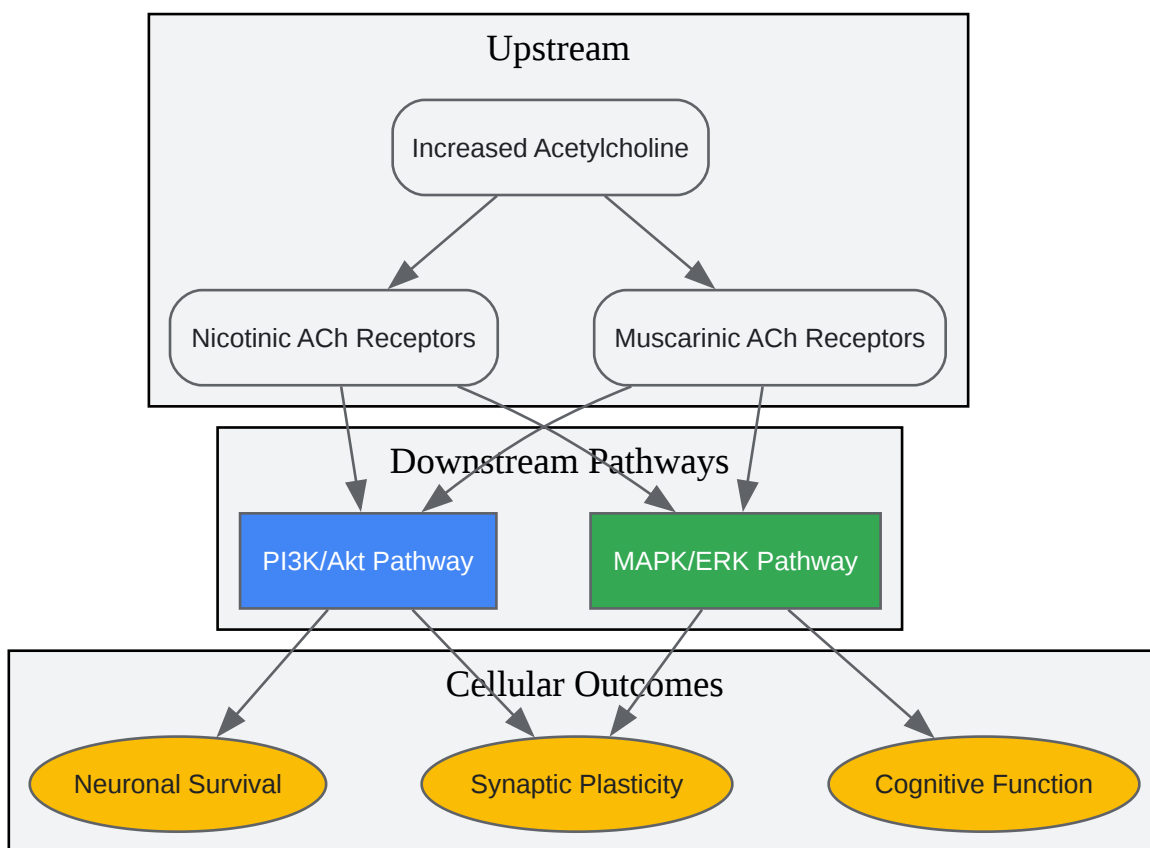 Upstream
Increased Acetylcholine
Nicotinic ACh Receptors
Muscarinic ACh Receptors
Downstream Pathways
PI3K/Akt Pathway
MAPK/ERK Pathway
Cellular Outcomes
Neuronal Survival
Synaptic Plasticity
Cognitive Function